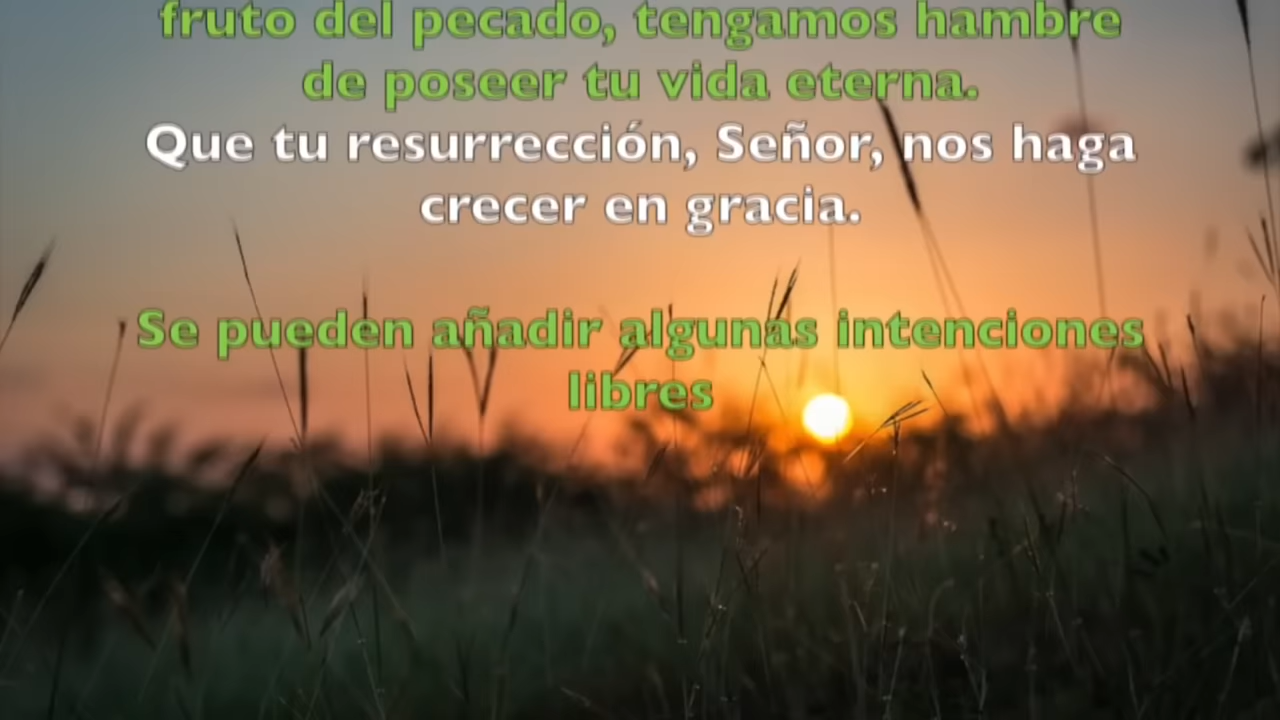 fruto del pecado, tengamos hambre
de poseer tu vida eterna.
Que tu resurrección, Señor, nos haga
crecer en gracia.
Se pueden añadir algunas intenciones
libres